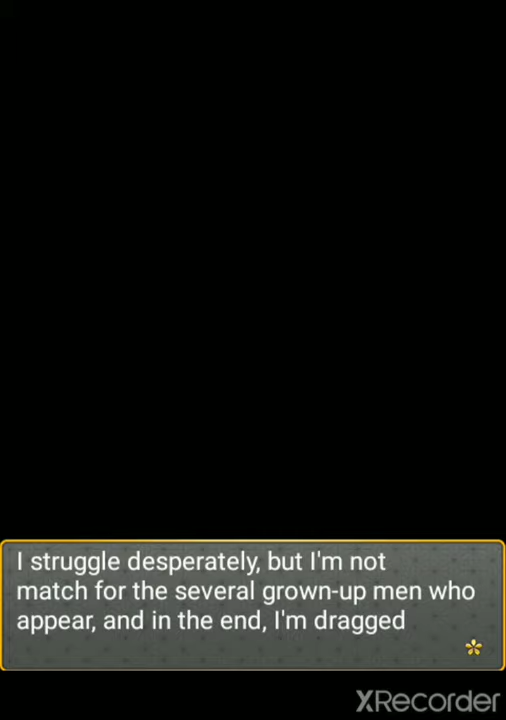 I struggle desperately, but I'm not
match for the several grown-up men who
appear, and in the end, I'm dragged
XRecorder